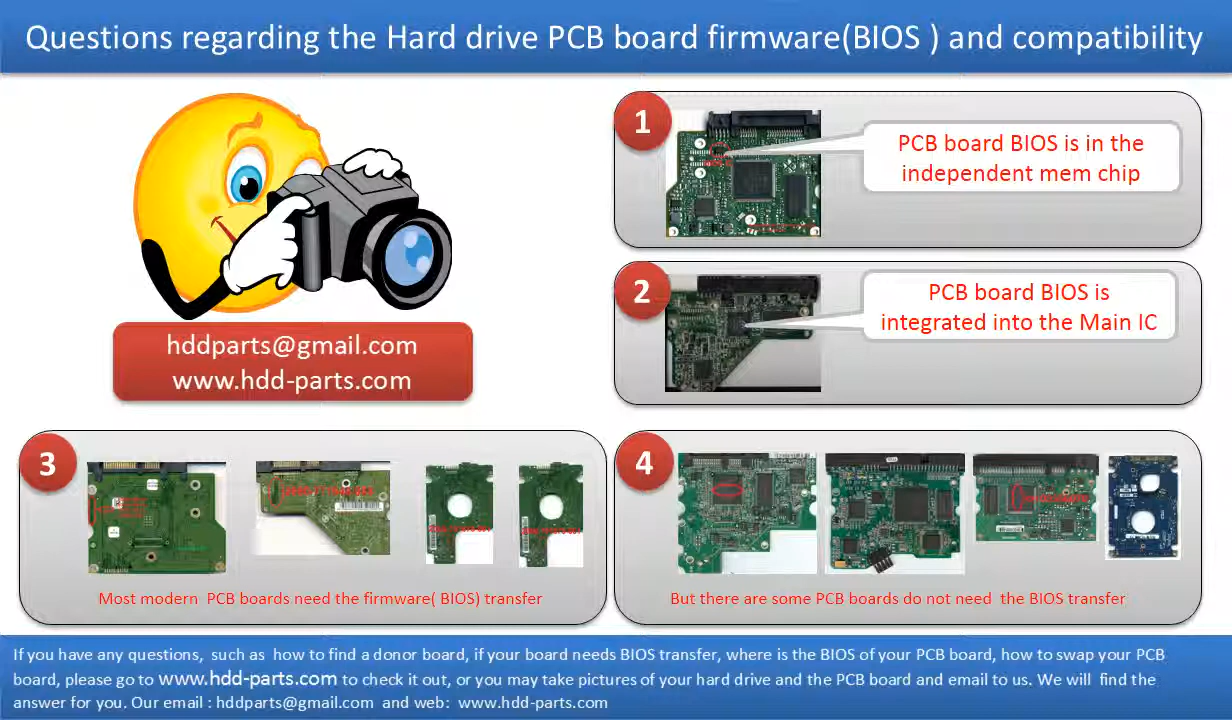 Questions regarding the Hard drive PCB board firmware(BIOS ) and compatibility
hddparts@gmail.com
www.hdd-parts.com
1
PCB board BIOS is in the
independent mem chip
2
PCB board BIOS is
integrated into the Main IC
3
Most modern PCB boards need the firmware( BIOS) transfer
4
But there are some PCB boards do not need the BIOS transfer
If you have any questions, such as how to find a donor board, if your board needs BIOS transfer, where is the BIOS of your PCB board, how to swap your PCB
board, please go to www.hdd-parts.com to check it out, or you may take pictures of your hard drive and the PCB board and email to us. We will find the
answer for you. Our email : hddparts@gmail.com and web: www.hdd-parts.com